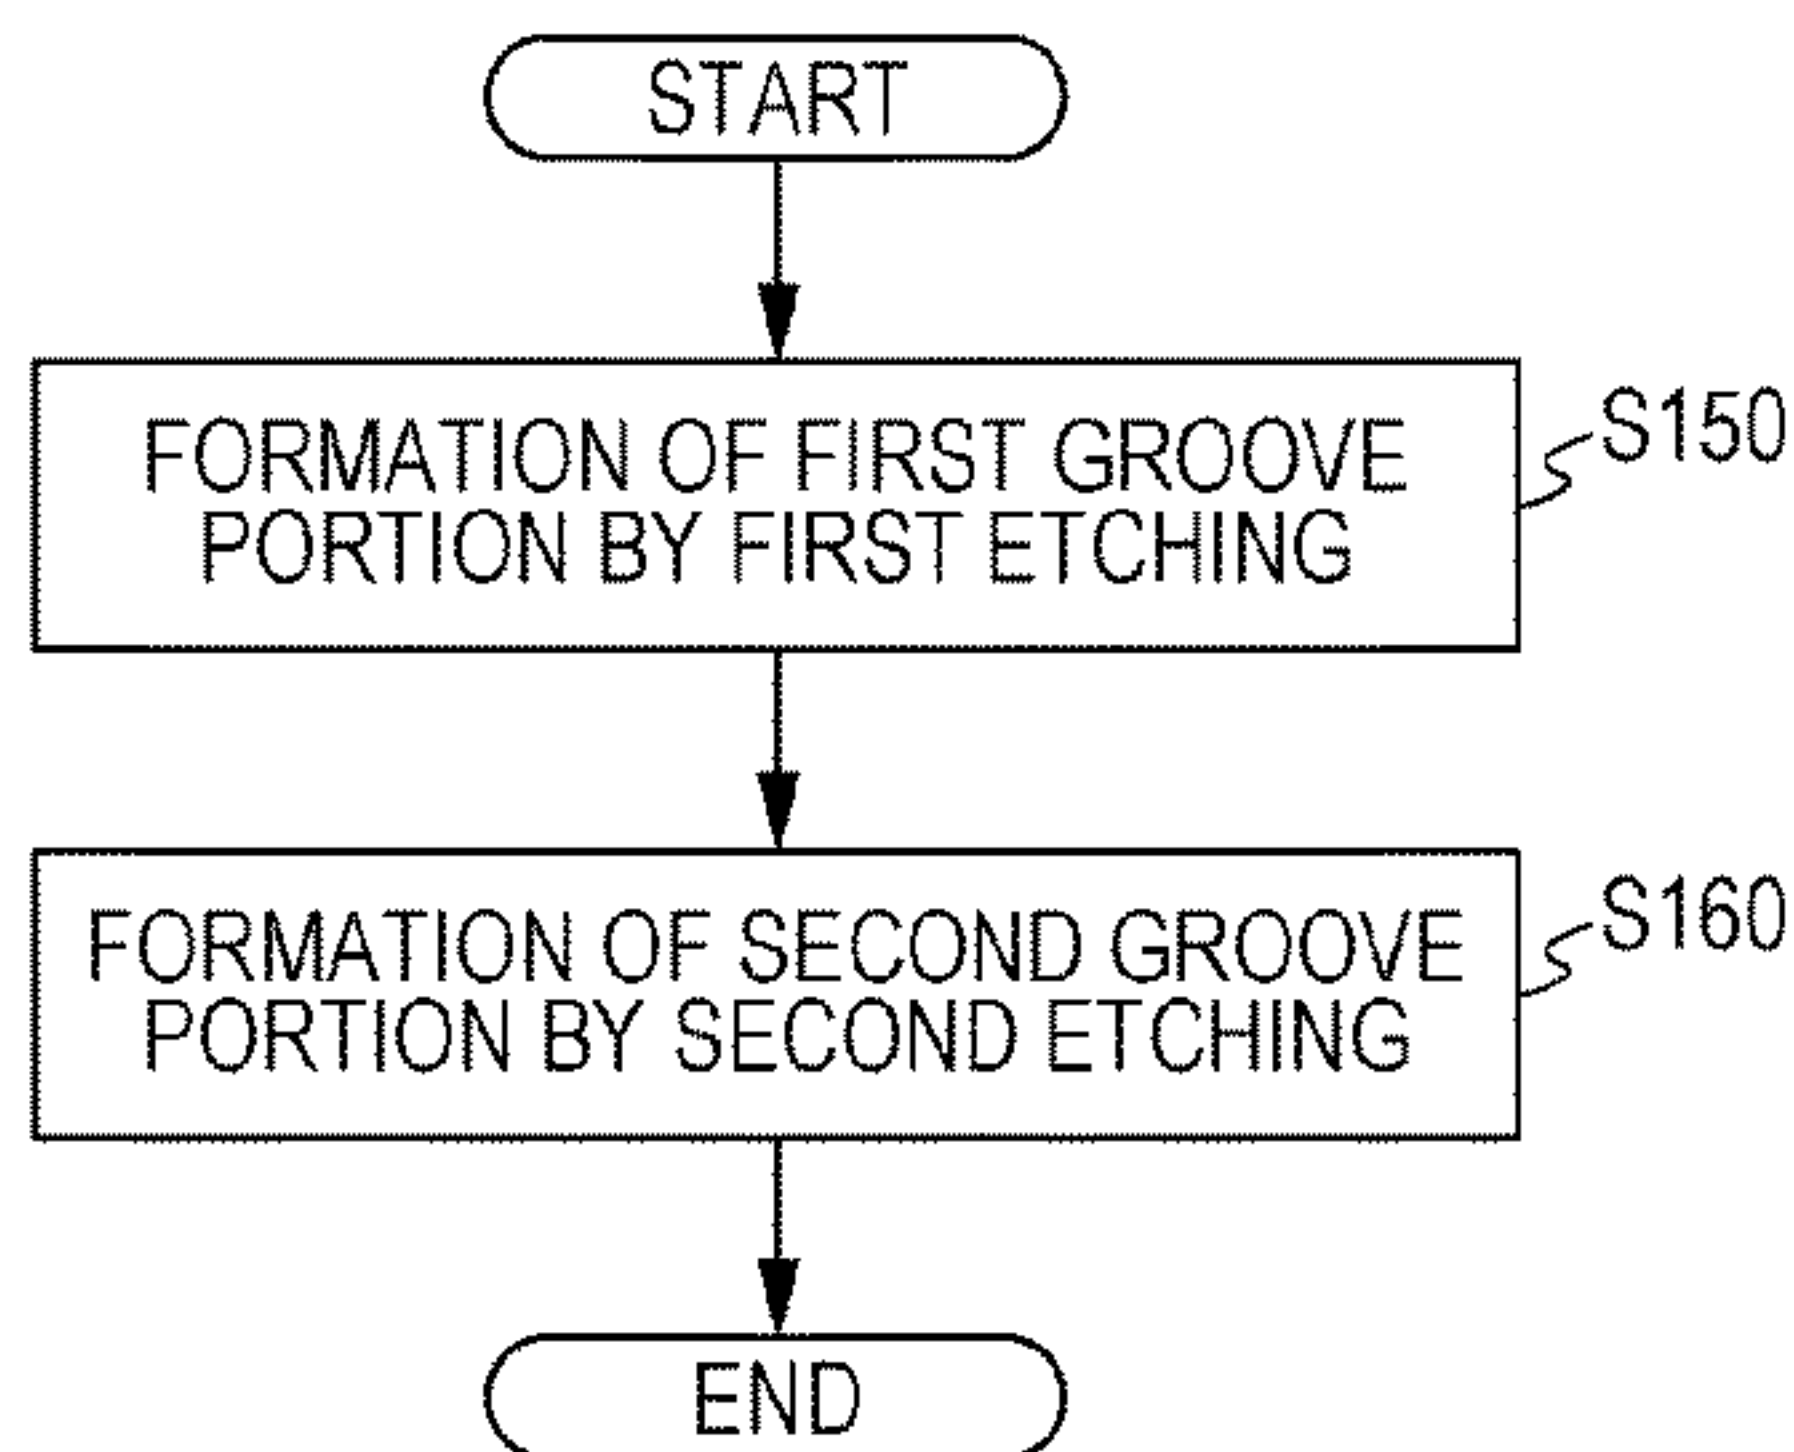 START
FORMATION OF FIRST GROOVE
PORTION BY FIRST ETCHING
S150
FORMATION OF SECOND GROOVE
PORTION BY SECOND ETCHING
S160
END